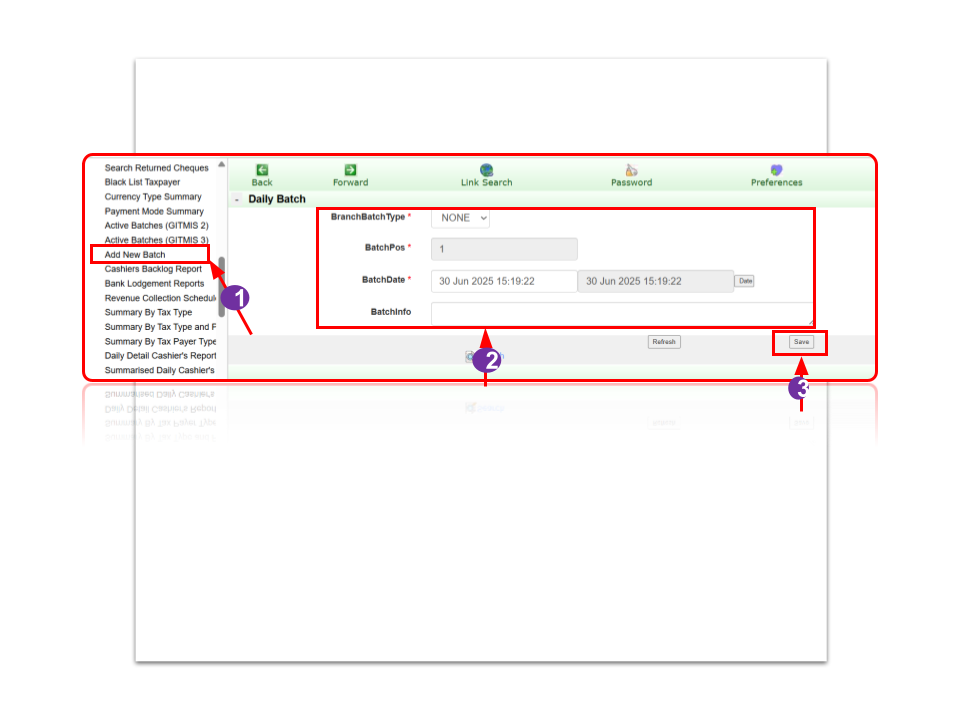 Search Returned Cheques
Black List Taxpayer
Currency Type Summary
Payment Mode Summary
Active Batches (GITMIS 2)
Active Batches (GITMIS 3)
Add New Batch
Cashiers Backlog Report
Bank Lodgement Reports
Revenue Collection Schedul
Summary By Tax Type
Summary By Tax Type and P
Summary By Tax Payer Type
Daily Detail Cashier's Report
Summarised Daily Cashier's
Back
Forward
Link Search
Password
Preferences
- Daily Batch
BranchBatchType * NONE
BatchPos * 1
BatchDate * 30 Jun 2025 15:19:22 30 Jun 2025 15:19:22 Date
BatchInfo
Refresh
Save
1
2
3